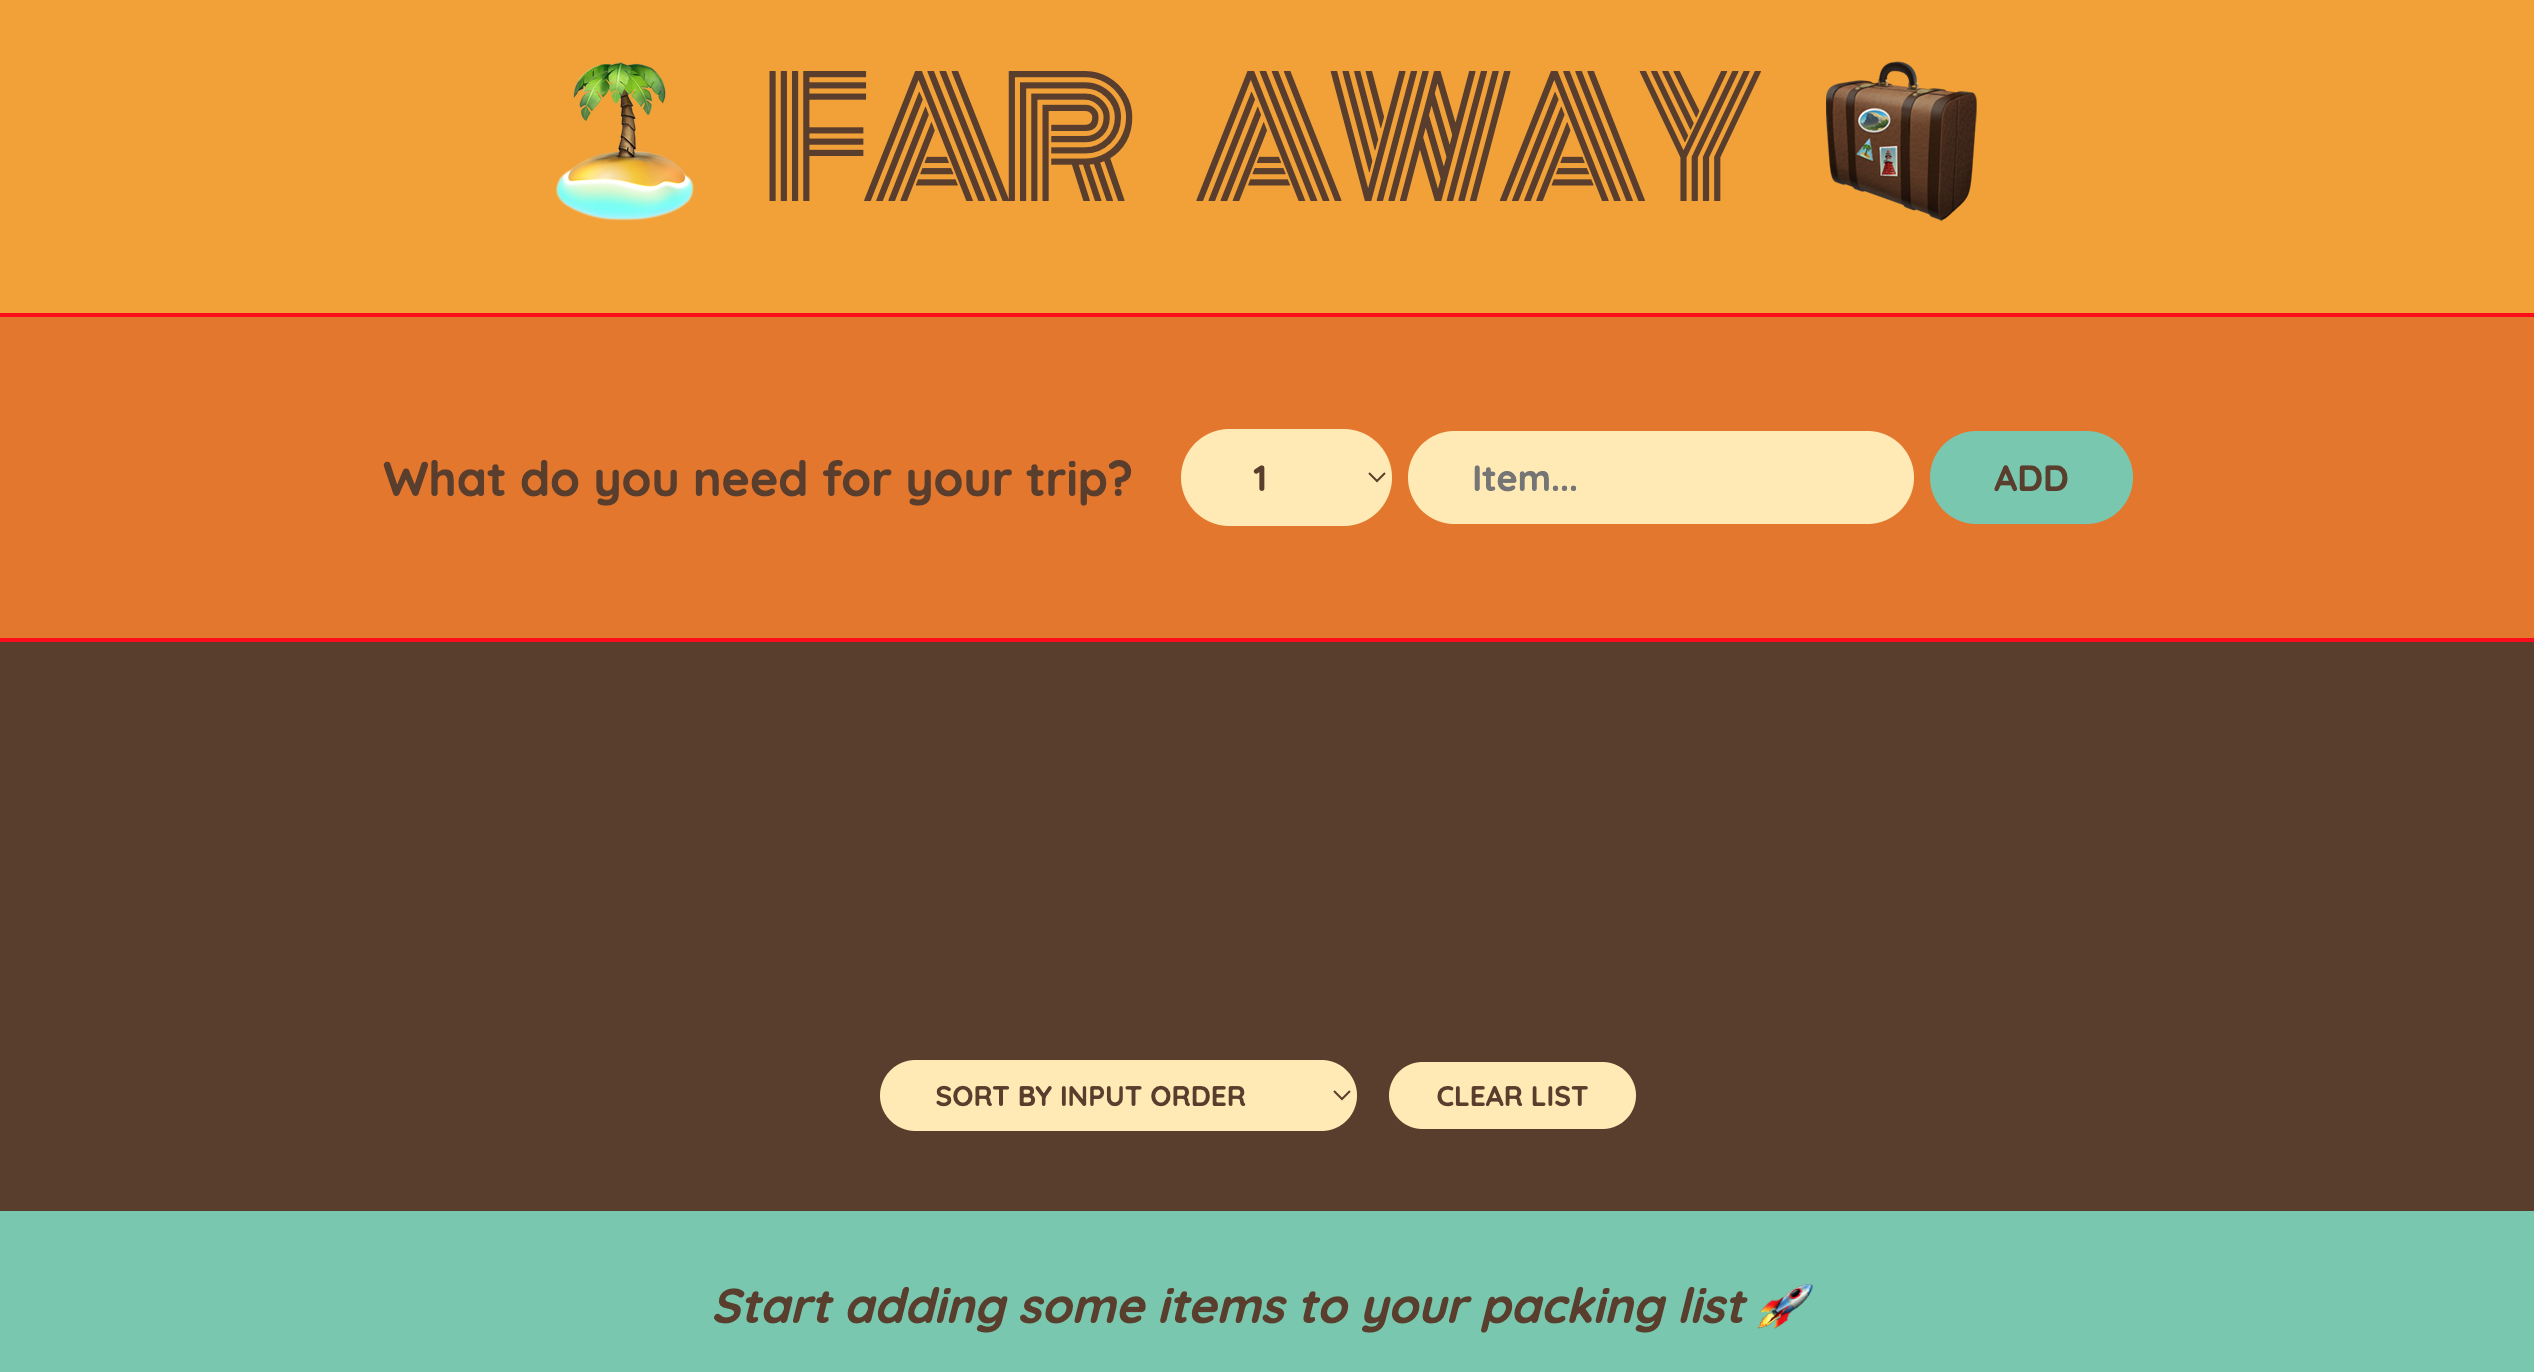 🌴 FAR AWAY 🧳
What do you need for your trip? 1 Item... ADD
SORT BY INPUT ORDER CLEAR LIST
Start adding some items to your packing list 🚀